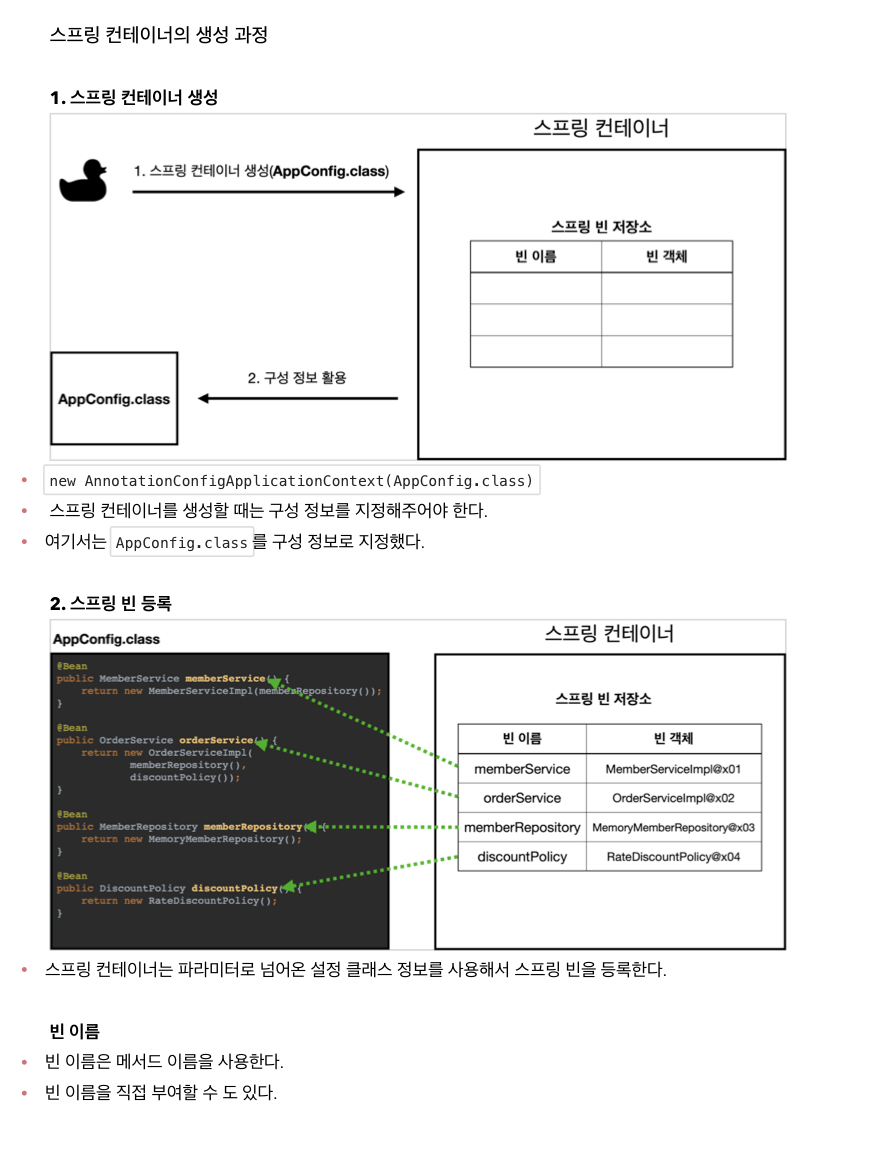 스프링 컨테이너의 생성 과정
1. 스프링 컨테이너 생성
스프링 컨테이너
1. 스프링 컨테이너 생성(AppConfig.class)
스프링 빈 저장소
빈 이름 빈 객체
AppConfig.class
2. 구성 정보 활용
new AnnotationConfigApplicationContext(AppConfig.class)
스프링 컨테이너를 생성할 때는 구성 정보를 지정해주어야 한다.
여기서는 AppConfig.class 를 구성 정보로 지정했다.
2. 스프링 빈 등록
AppConfig.class
@Bean
public MemberService memberService() {
return new MemberServiceImpl(memberRepository());
}
@Bean
public OrderService orderService() {
return new OrderServiceImpl(
memberRepository(),
discountPolicy());
}
@Bean
public MemberRepository memberRepository() {
return new MemoryMemberRepository();
}
@Bean
public DiscountPolicy discountPolicy() {
return new RateDiscountPolicy();
}
스프링 컨테이너
스프링 빈 저장소
빈 이름 빈 객체
memberService MemberServiceImpl@x01
orderService OrderServiceImpl@x02
memberRepository MemoryMemberRepository@x03
discountPolicy RateDiscountPolicy@x04
스프링 컨테이너는 파라미터로 넘어온 설정 클래스 정보를 사용해서 스프링 빈을 등록한다.
빈 이름
빈 이름은 메서드 이름을 사용한다.
빈 이름을 직접 부여할 수 도 있다.